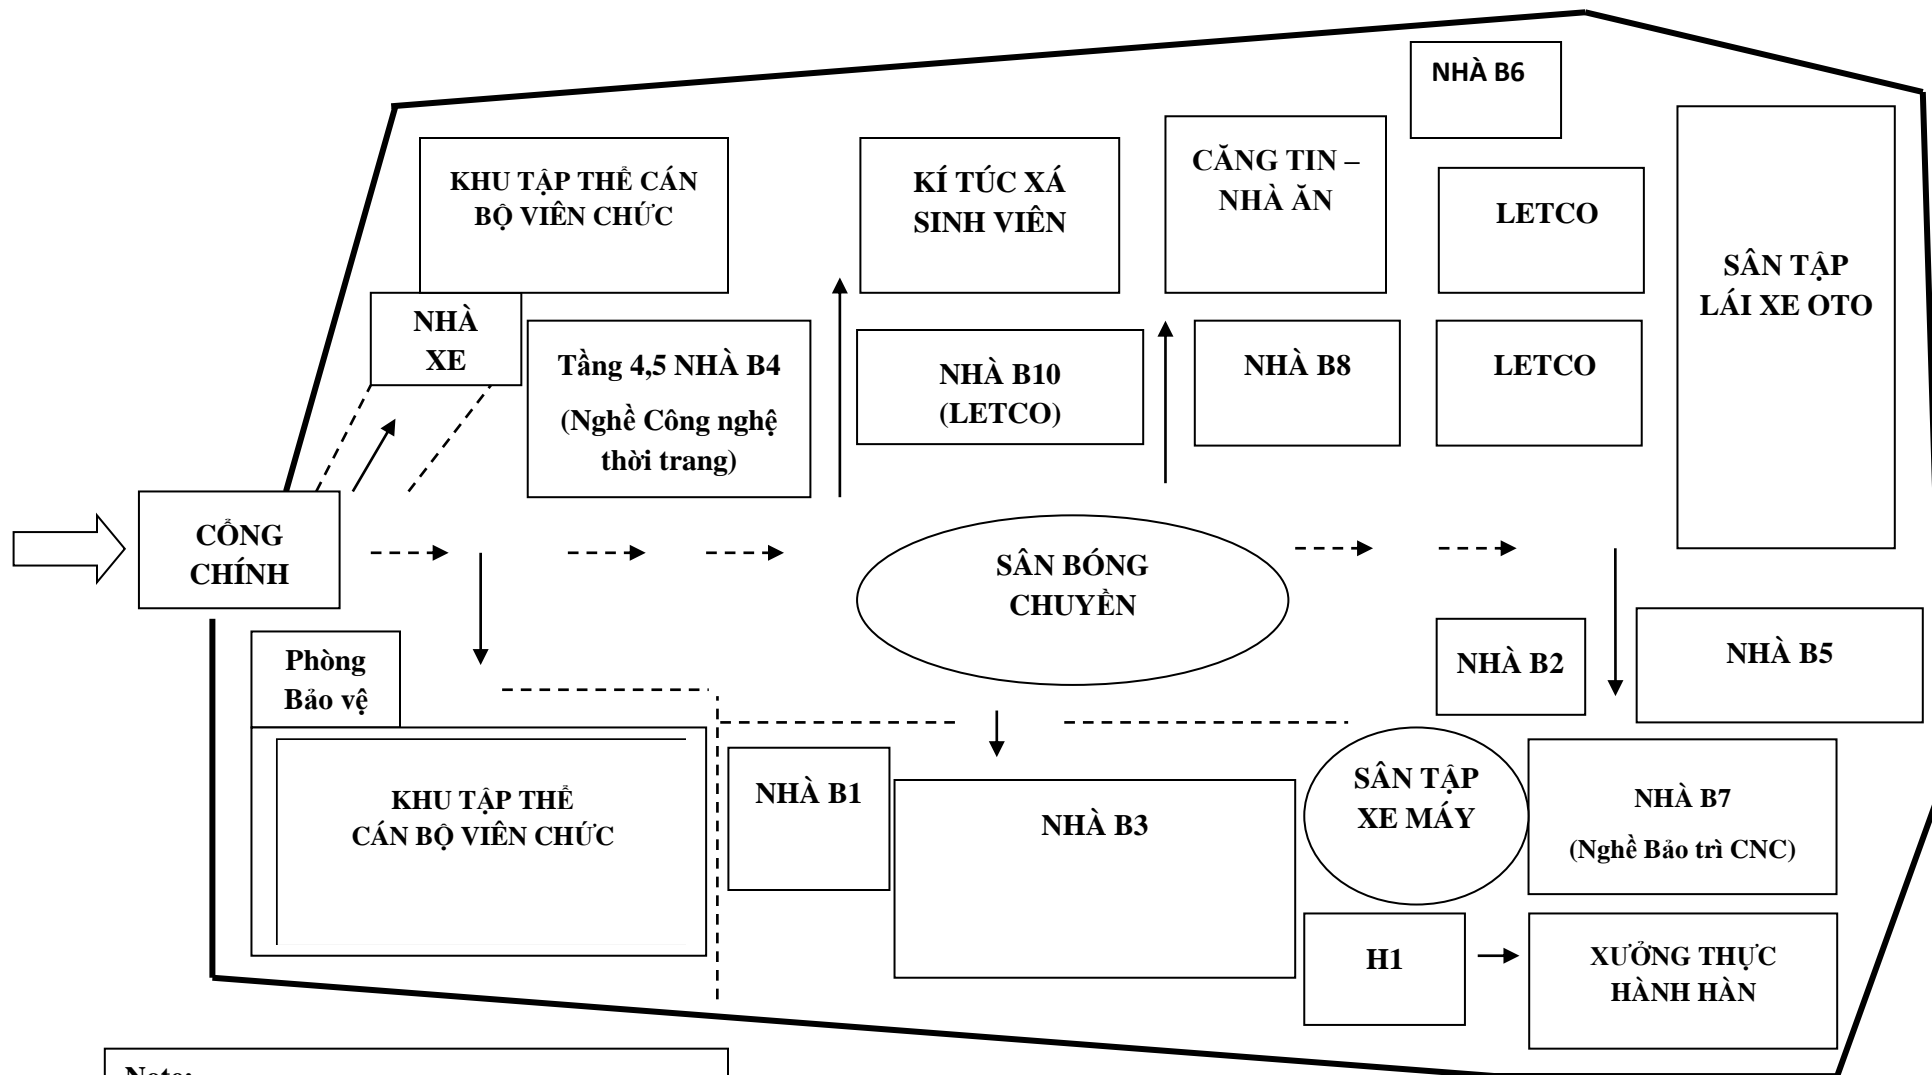 NHÀ B6
KHU TẬP THỂ CÁN
BỘ VIÊN CHỨC
KÍ TÚC XÁ
SINH VIÊN
CĂNG TIN –
NHÀ ĂN
LETCO
SÂN TẬP
LÁI XE OTO
NHÀ
XE
Tầng 4,5 NHÀ B4
(Nghề Công nghệ
thời trang)
NHÀ B10
(LETCO)
NHÀ B8
LETCO
CỔNG
CHÍNH
SÂN BÓNG
CHUYỀN
Phòng
Bảo vệ
NHÀ B2
NHÀ B5
KHU TẬP THỂ
CÁN BỘ VIÊN CHỨC
NHÀ B1
NHÀ B3
SÂN TẬP
XE MÁY
NHÀ B7
(Nghề Bảo trì CNC)
H1
XƯỞNG THỰC
HÀNH HÀN
Note: